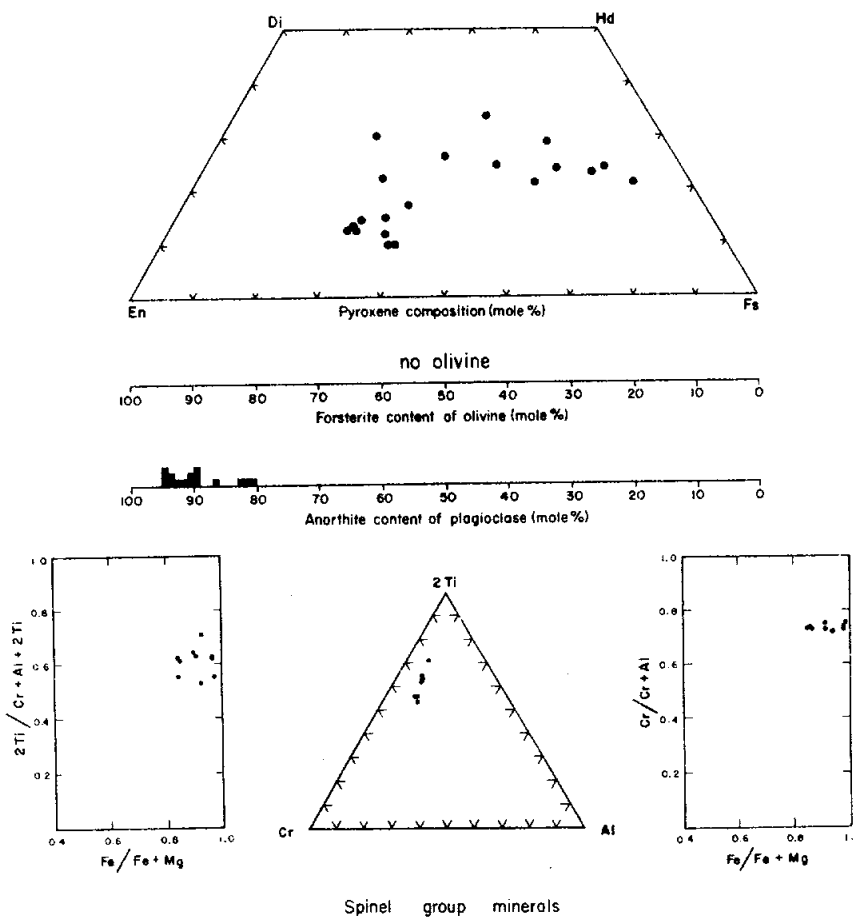 Di Hd
En Fs
Pyroxene composition (mole %)
no olivine
100 90 80 70 60 50 40 30 20 10 0
Forsterite content of olivine (mole %)
100 90 80 70 60 50 40 30 20 10 0
Anorthite content of plagioclase (mole %)
1.0
0.8
0.6
0.4
0.2
2Ti / Cr + Al + 2Ti
0.4 0.6 0.8 1.0
Fe / Fe + Mg
2 Ti
Cr Al
1.0
0.8
0.6
0.4
0.2
Cr / Cr + Al
0.4 0.6 0.8 1.0
Fe / Fe + Mg
Spinel group minerals